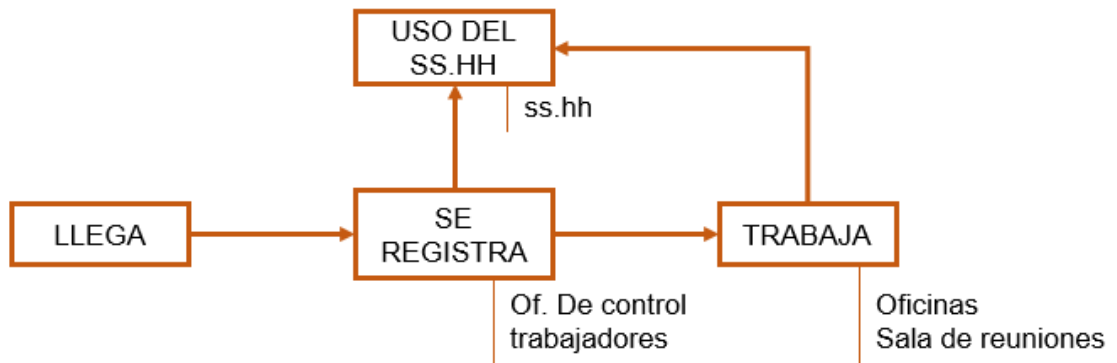 USO DEL
SS.HH
ss.hh
LLEGA
SE
REGISTRA
TRABAJA
Of. De control
trabajadores
Oficinas
Sala de reuniones